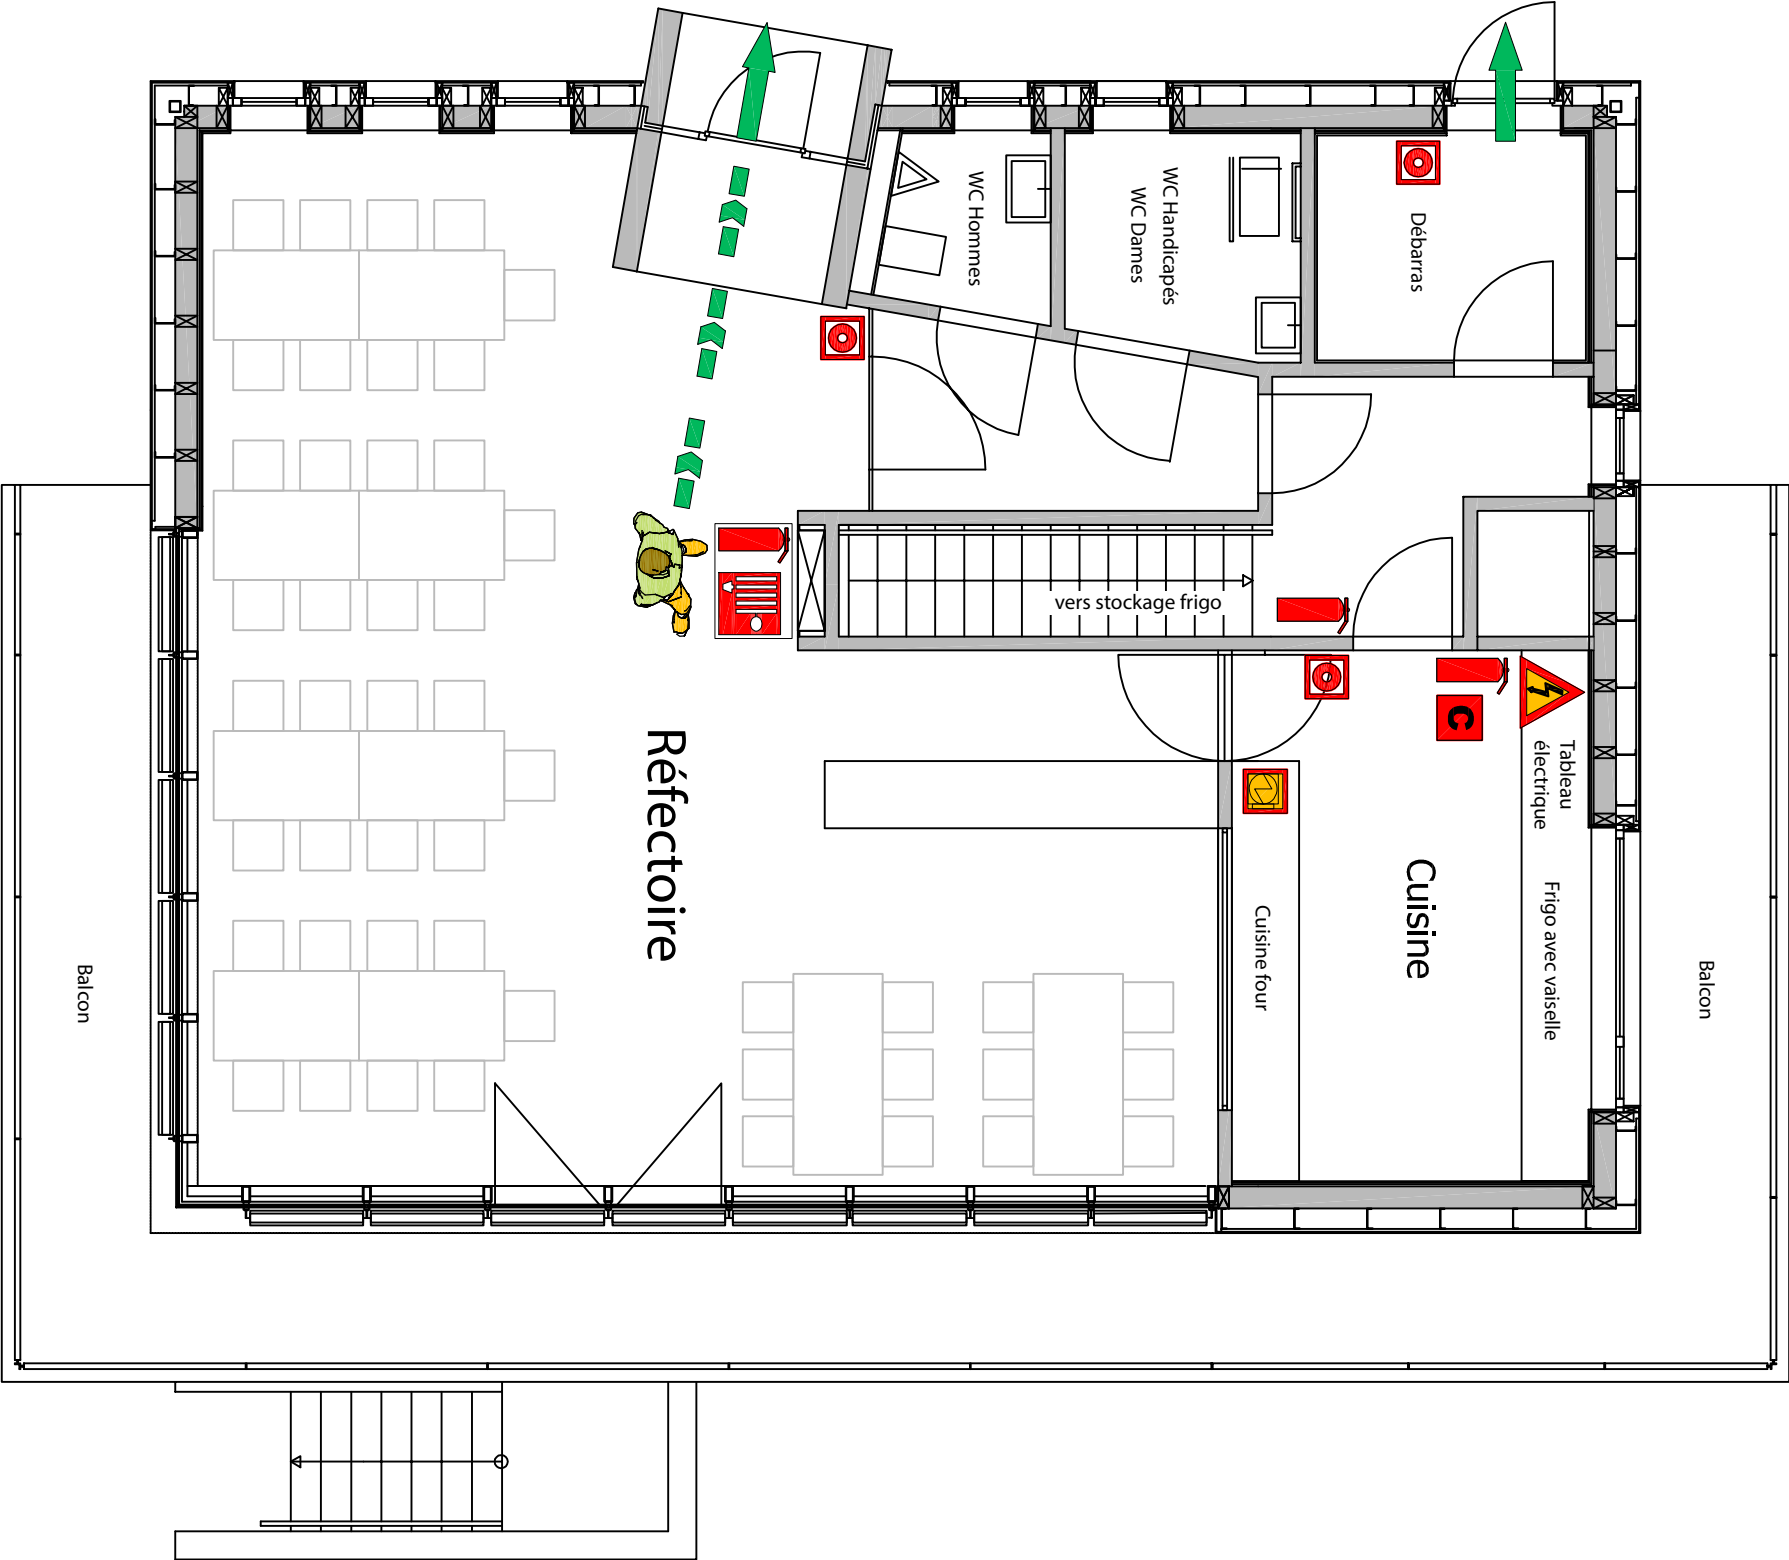 WC Hommes
WC Handicapés
WC Dames
Débarras
vers stockage frigo
C
Tableau
électrique
Réfectoire
Cuisine
Cuisine four
Frigo avec vaiselle
Balcon
Balcon